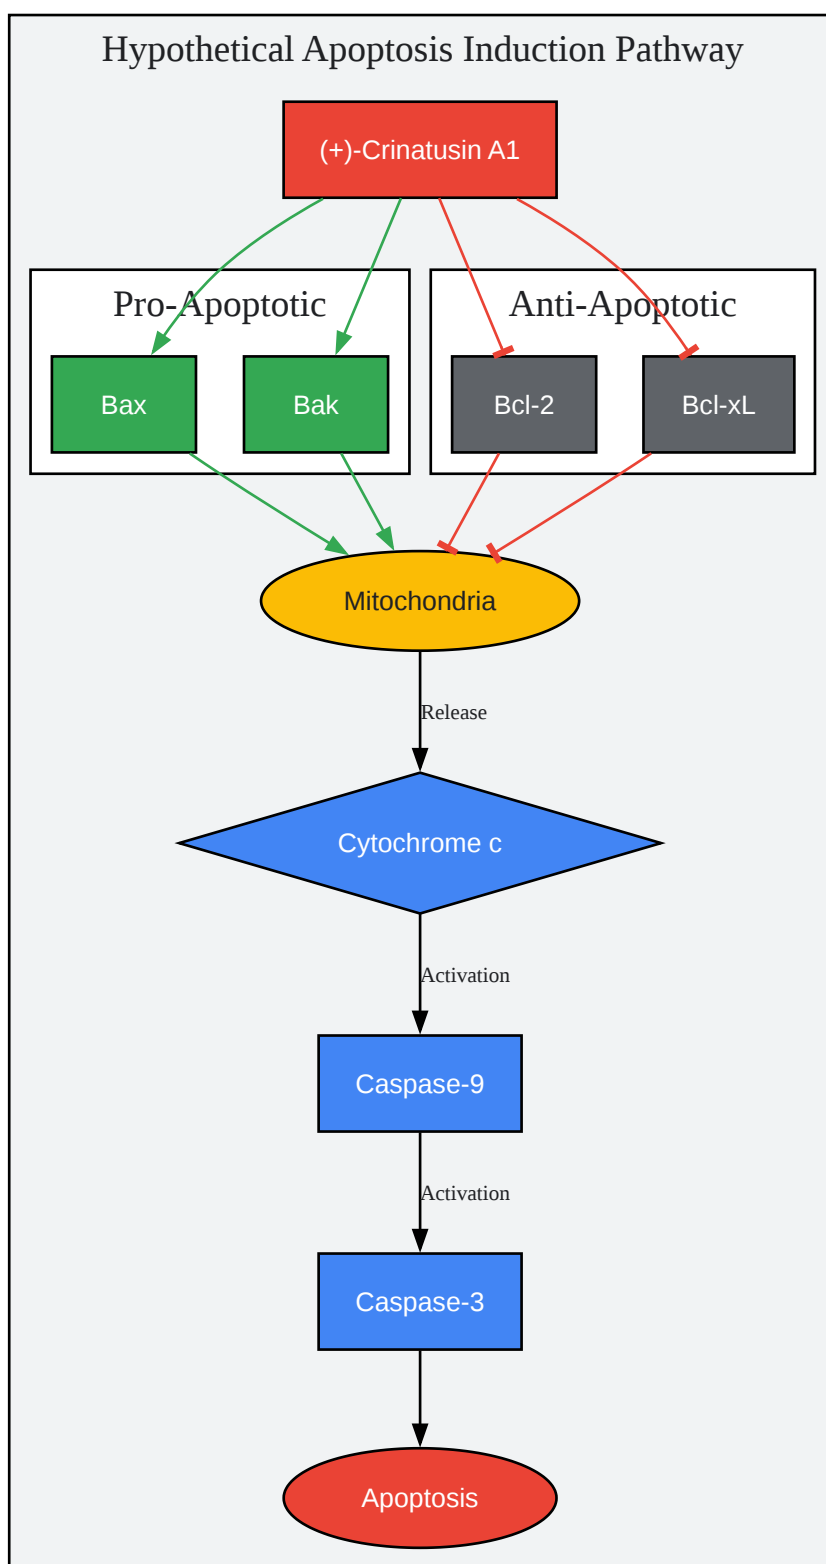 Hypothetical Apoptosis Induction Pathway
(+)-Crinatusin A1
Pro-Apoptotic
Anti-Apoptotic
Bax
Bak
Bcl-2
Bcl-xL
Mitochondria
Release
Cytochrome c
Activation
Caspase-9
Activation
Caspase-3
Apoptosis